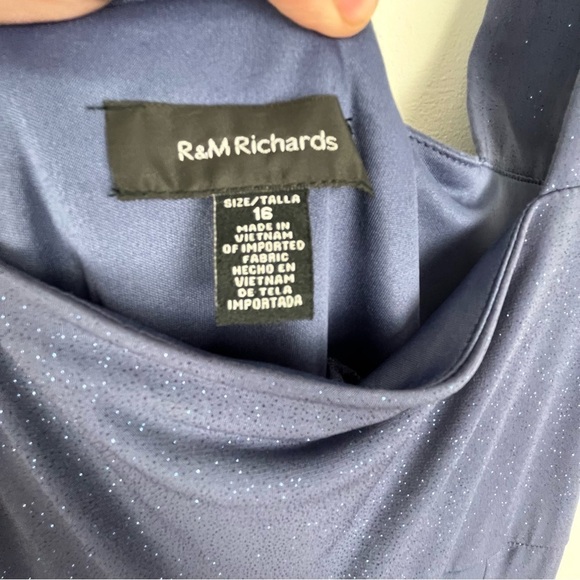 R&M Richards
SIZE/TALLA
16
MADE IN
VIETNAM
OF IMPORTED
FABRIC
HECHO EN
VIETNAM
DE TELA
IMPORTADA